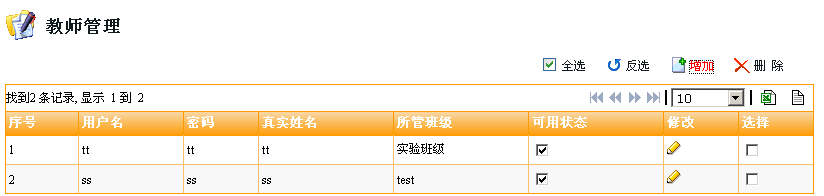 教师管理
全选 反选 增加 删 除
找到2 条记录, 显示 1 到 2 10
序号 用户名 密码 真实姓名 所管班级 可用状态 修改 选择
1 tt tt tt 实验班级
2 ss ss ss test